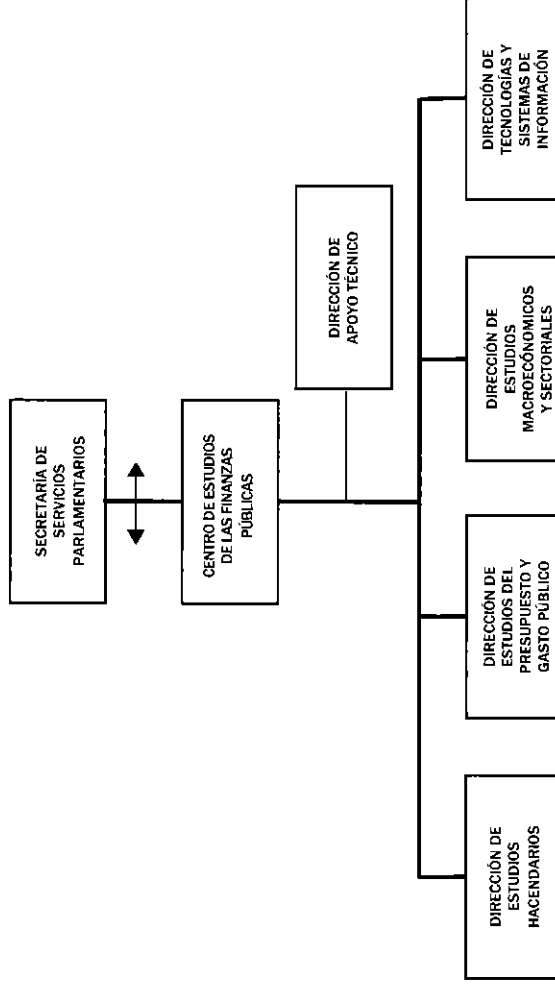 SECRETARÍA DE
SERVICIOS
PARLAMENTARIOS
CENTRO DE ESTUDIOS
DE LAS FINANZAS
PÚBLICAS
DIRECCIÓN DE
APOYO TÉCNICO
DIRECCIÓN DE
ESTUDIOS
HACENDARIOS
DIRECCIÓN DE
ESTUDIOS DEL
PRESUPUESTO Y
GASTO PÚBLICO
DIRECCIÓN DE
ESTUDIOS
MACROECÓNOMICOS
Y SECTORIALES
DIRECCIÓN DE
TECNOLOGÍAS Y
SISTEMAS DE
INFORMACIÓN